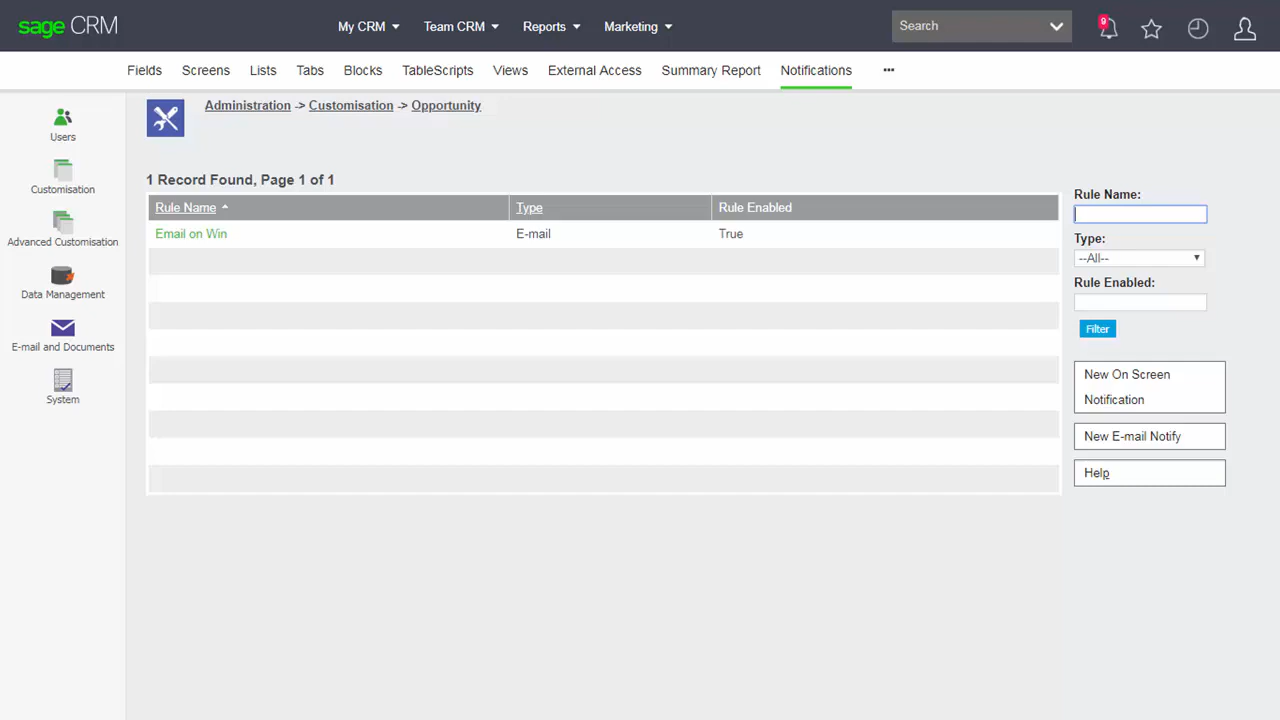 sage CRM
My CRM
Team CRM
Reports
Marketing
Search
9
Fields
Screens
Lists
Tabs
Blocks
TableScripts
Views
External Access
Summary Report
Notifications
•••
Users
Customisation
Advanced Customisation
Data Management
E-mail and Documents
System
Administration -> Customisation -> Opportunity
1 Record Found, Page 1 of 1
Rule Name
Type
Rule Enabled
Email on Win
E-mail
True
Rule Name:
Type:
--All--
Rule Enabled:
Filter
New On Screen
Notification
New E-mail Notify
Help